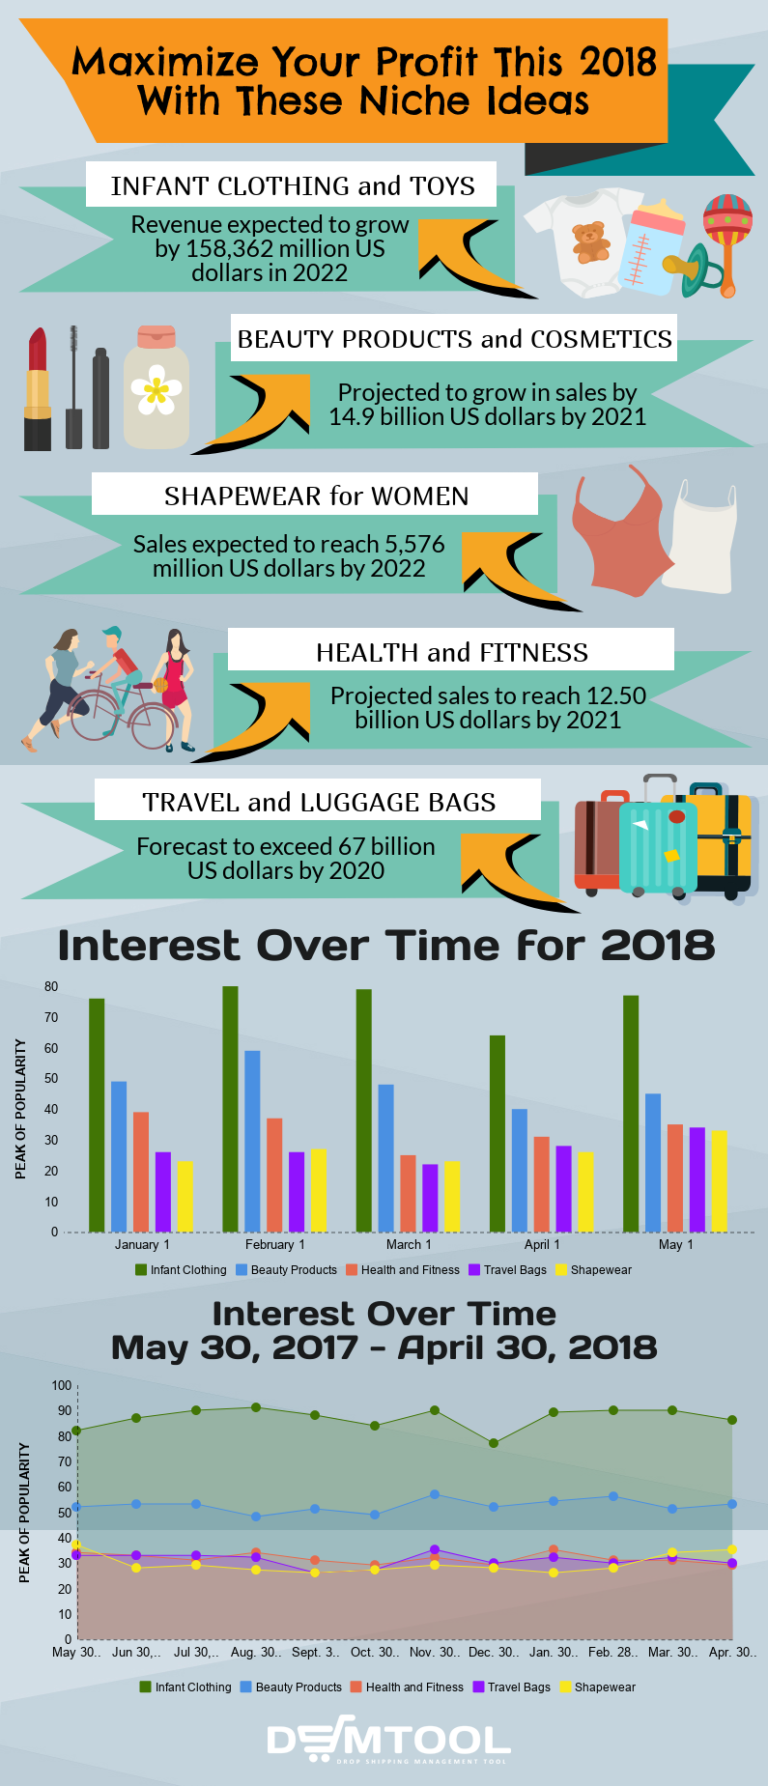 Maximize Your Profit This 2018
With These Niche Ideas
INFANT CLOTHING and TOYS
Revenue expected to grow
by 158,362 million US
dollars in 2022
BEAUTY PRODUCTS and COSMETICS
Projected to grow in sales by
14.9 billion US dollars by 2021
SHAPEWEAR for WOMEN
Sales expected to reach 5,576
million US dollars by 2022
HEALTH and FITNESS
Projected sales to reach 12.50
billion US dollars by 2021
TRAVEL and LUGGAGE BAGS
Forecast to exceed 67 billion
US dollars by 2020
Interest Over Time for 2018
PEAK OF POPULARITY
80
70
60
50
40
30
20
10
0
January 1 February 1 March 1 April 1 May 1
Infant Clothing Beauty Products Health and Fitness Travel Bags Shapewear
Interest Over Time
May 30, 2017 - April 30, 2018
PEAK OF POPULARITY
100
90
80
70
60
50
40
30
20
10
0
May 30.. Jun 30,.. Jul 30,.. Aug. 30.. Sept. 3.. Oct. 30.. Nov. 30.. Dec. 30.. Jan. 30.. Feb. 28.. Mar. 30.. Apr. 30..
Infant Clothing Beauty Products Health and Fitness Travel Bags Shapewear
DEMTOOL
DROP SHIPPING MANAGEMENT TOOL